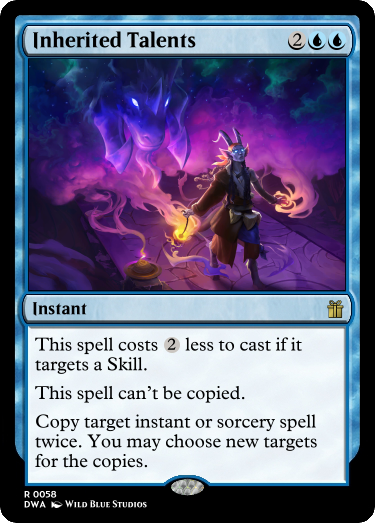 Inherited Talents 2
Instant
This spell costs 2 less to cast if it
targets a Skill.
This spell can't be copied.
Copy target instant or sorcery spell
twice. You may choose new targets
for the copies.
R 0058
DWA Wild Blue Studios